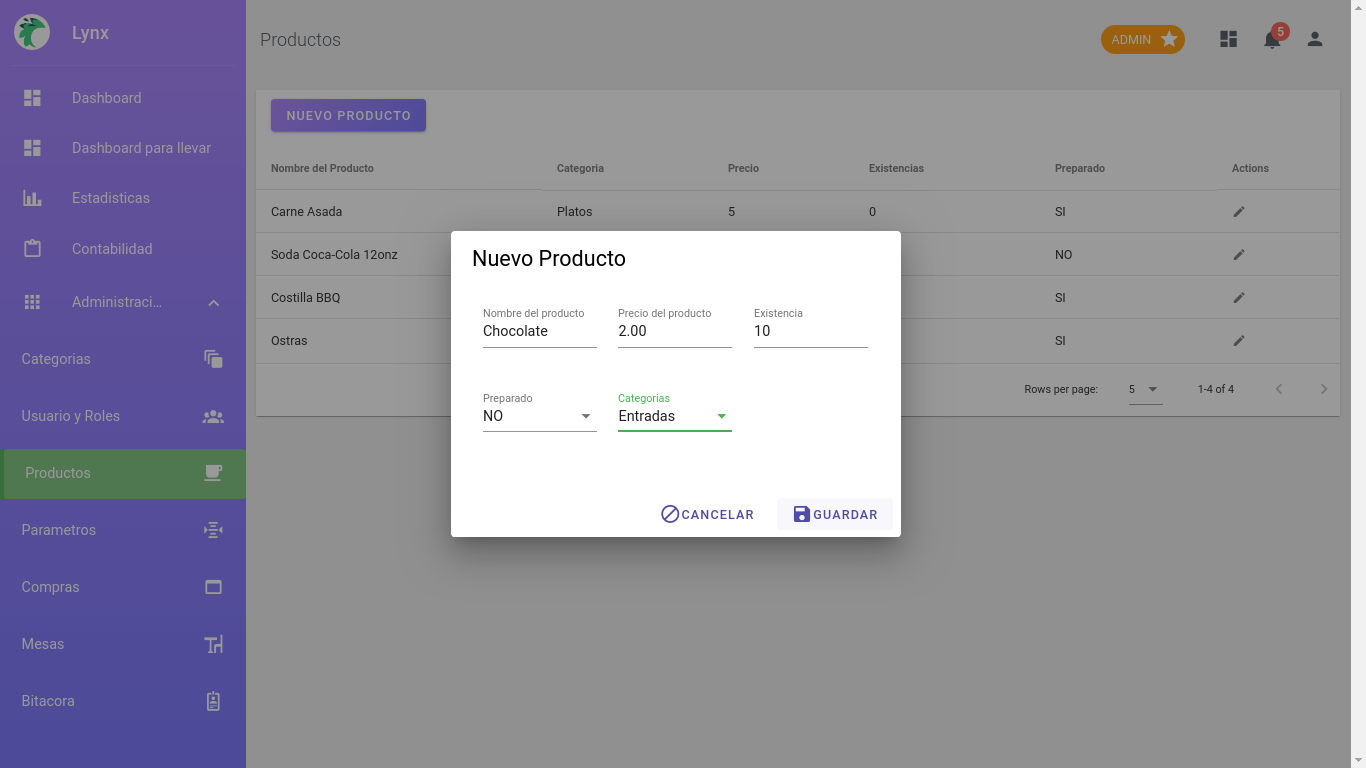 Lynx
Dashboard
Dashboard para llevar
Estadisticas
Contabilidad
Administraci...
Categorias
Usuario y Roles
Productos
Parametros
Compras
Mesas
Bitacora
Productos
ADMIN
5
NUEVO PRODUCTO
Nombre del Producto Categoria Precio Existencias Preparado Actions
Carne Asada Platos 5 0 SI
Soda Coca-Cola 12onz NO
Costilla BBQ SI
Ostras SI
Rows per page: 5 1-4 of 4
Nuevo Producto
Nombre del producto Precio del producto Existencia
Chocolate 2.00 10
Preparado Categorias
NO Entradas
CANCELAR GUARDAR